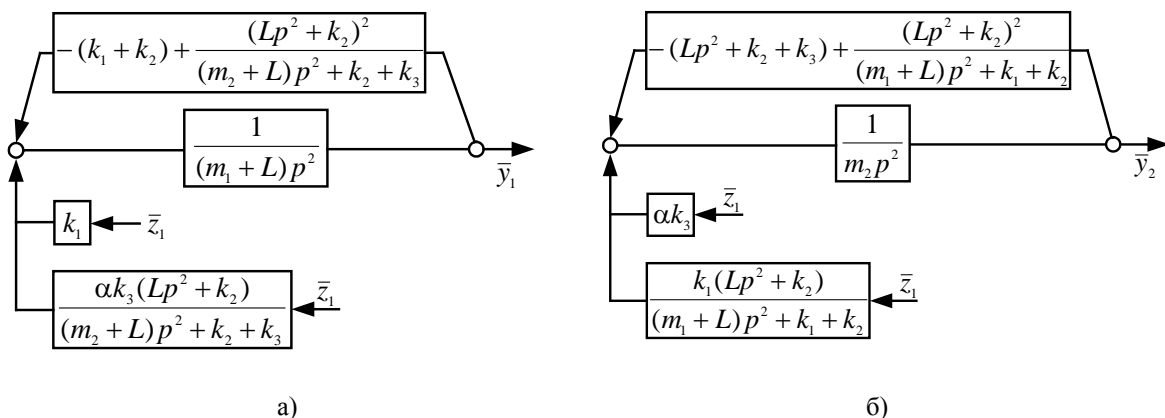 −(k₁ + k₂) + (Lp² + k₂)² / ((m₂ + L)p² + k₂ + k₃)
1 / ((m₁ + L)p²)
ȳ₁
k₁
z̄₁
αk₃(Lp² + k₂) / ((m₂ + L)p² + k₂ + k₃)
z̄₁
а)
−(Lp² + k₂ + k₃) + (Lp² + k₂)² / ((m₁ + L)p² + k₁ + k₂)
1 / (m₂p²)
ȳ₂
αk₃
z̄₁
k₁(Lp² + k₂) / ((m₁ + L)p² + k₁ + k₂)
z̄₁
б)